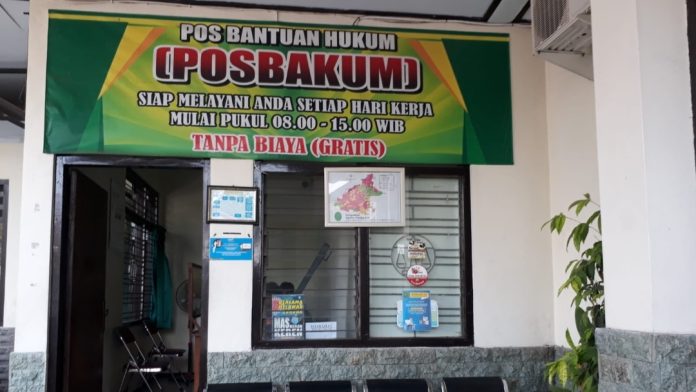 POS BANTUAN HUKUM
(POSBAKUM)
SIAP MELAYANI ANDA SETIAP HARI KERJA
MULAI PUKUL 08.00 - 15.00 WIB
TANPA BIAYA (GRATIS)
MAS